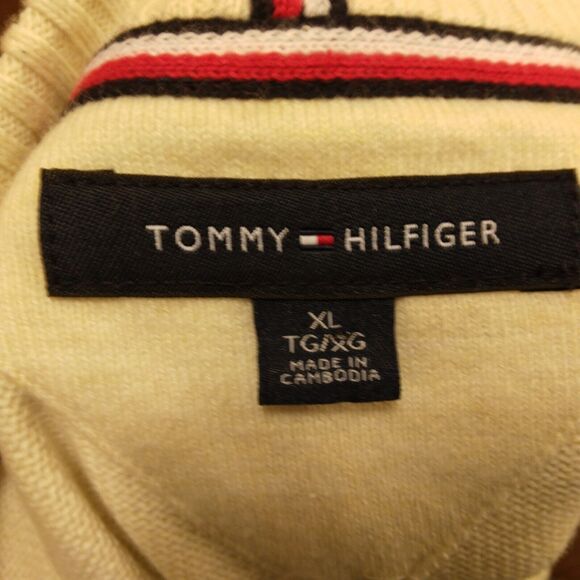 TOMMY HILFIGER
XL
TG/XG
MADE IN
CAMBODIA